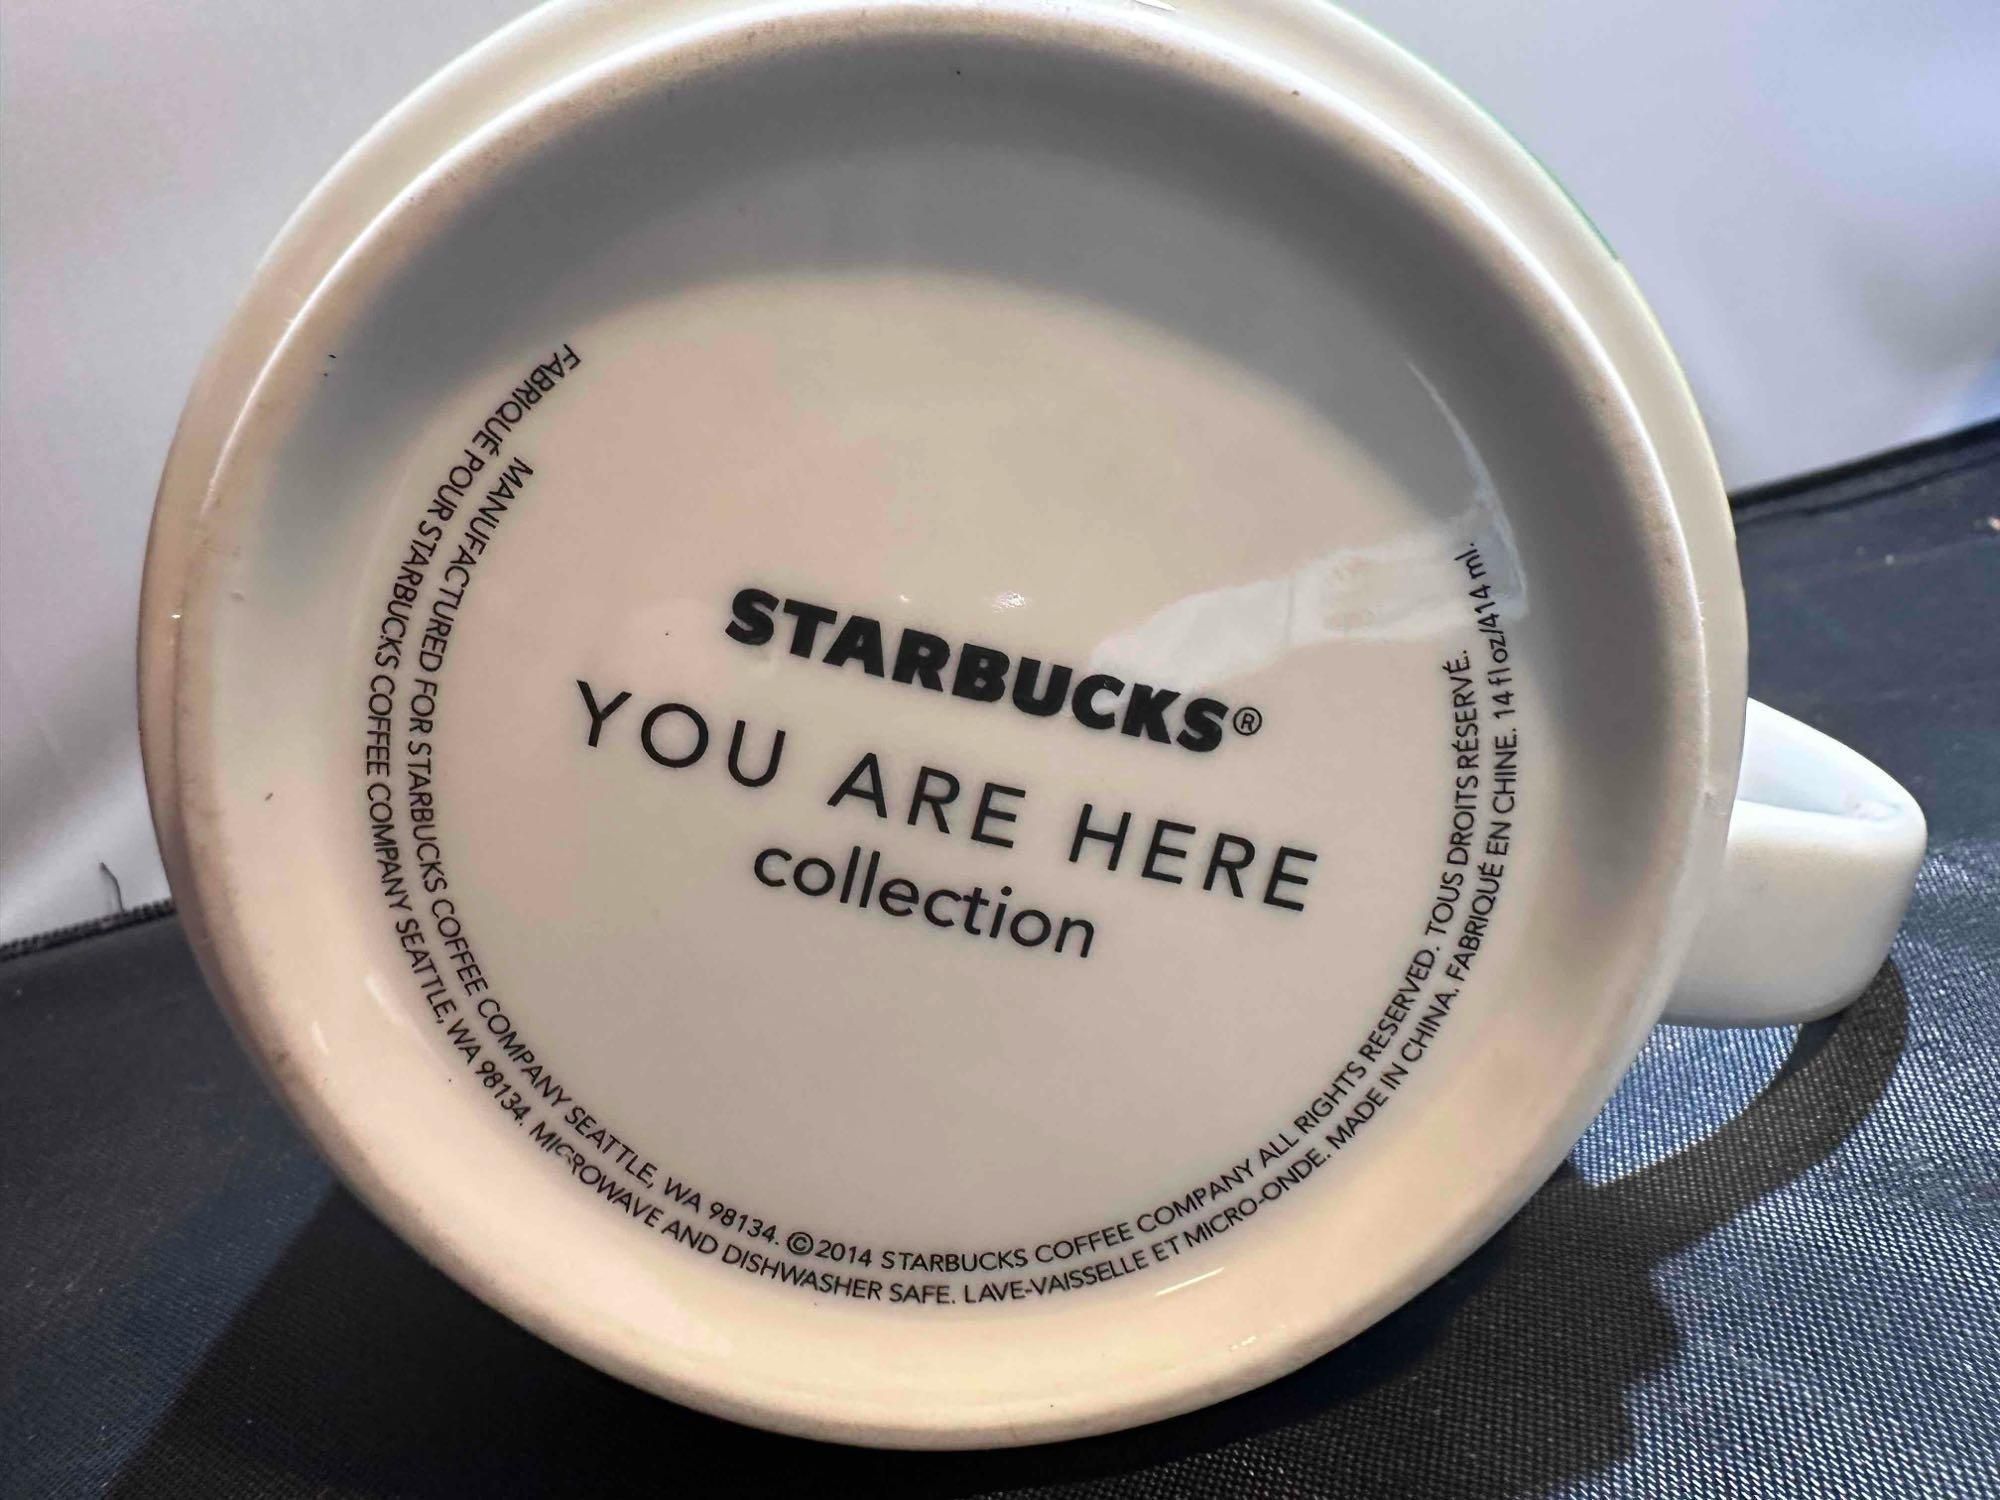 STARBUCKS®
YOU ARE HERE
collection
MANUFACTURED FOR STARBUCKS COFFEE COMPANY SEATTLE, WA 98134. ©2014 STARBUCKS COFFEE COMPANY ALL RIGHTS RESERVED. TOUS DROITS RÉSERVÉ.
FABRIQUÉ POUR STARBUCKS COFFEE COMPANY SEATTLE, WA 98134. MICROWAVE AND DISHWASHER SAFE. LAVE-VAISSELLE ET MICRO-ONDE. MADE IN CHINA. FABRIQUÉ EN CHINE. 14 fl oz/414 ml.